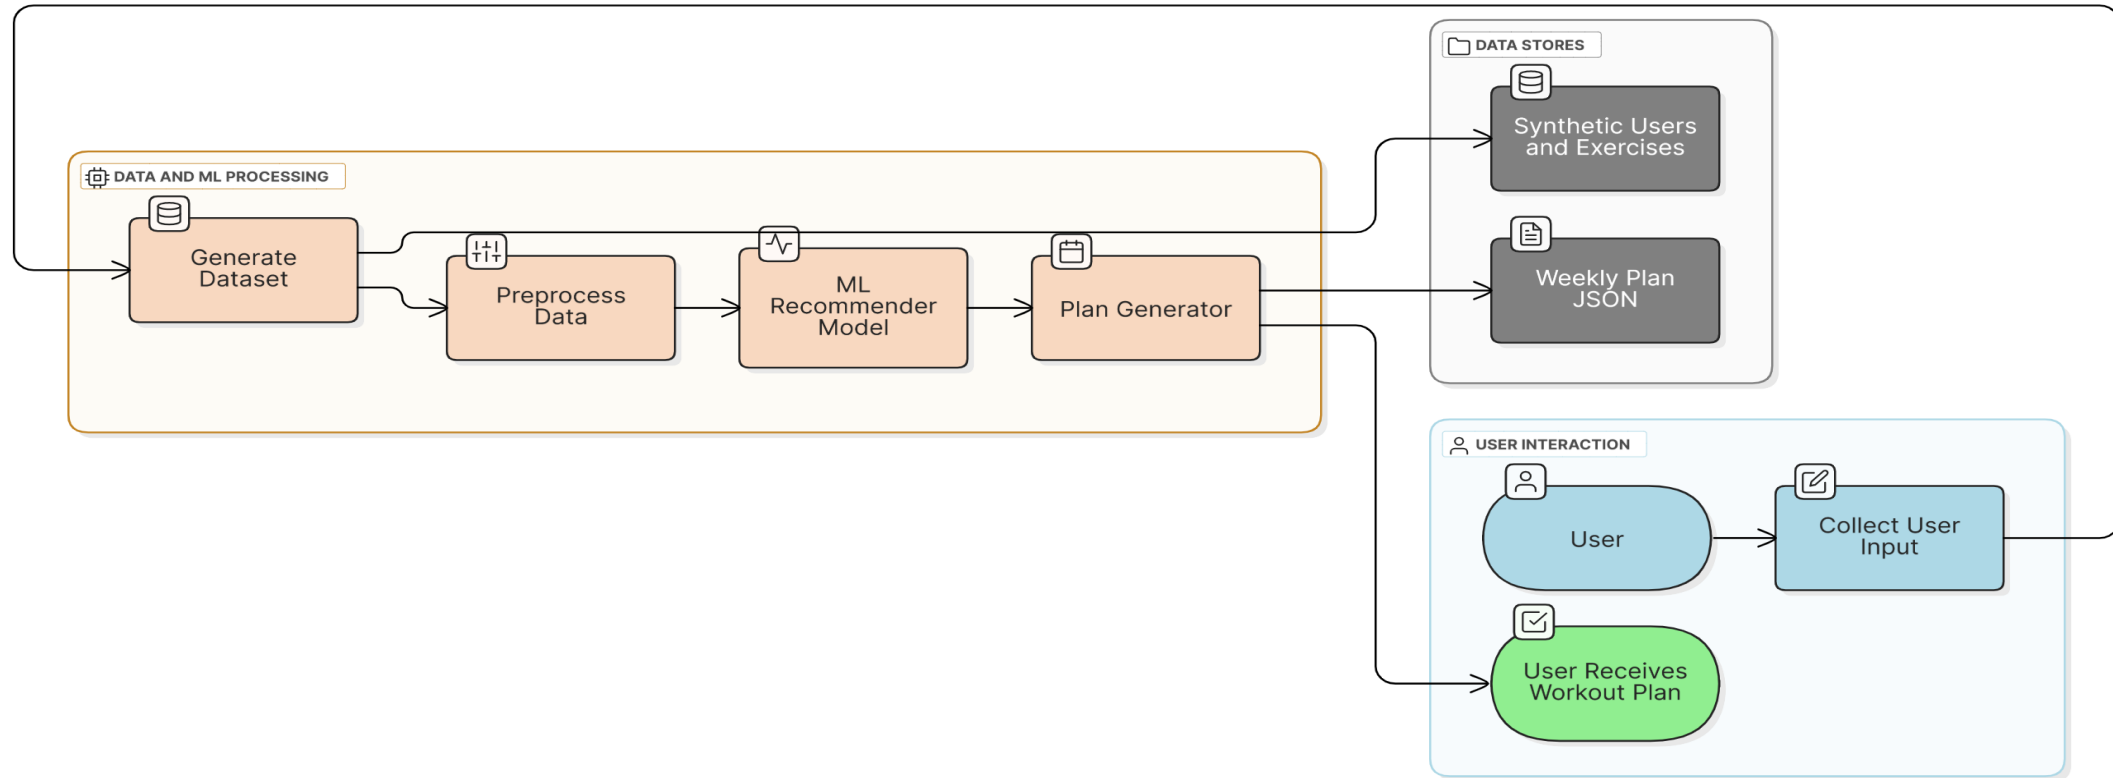 DATA STORES
Synthetic Users
and Exercises
Weekly Plan
JSON
DATA AND ML PROCESSING
Generate
Dataset
Preprocess
Data
ML
Recommender
Model
Plan Generator
USER INTERACTION
User
Collect User
Input
User Receives
Workout Plan